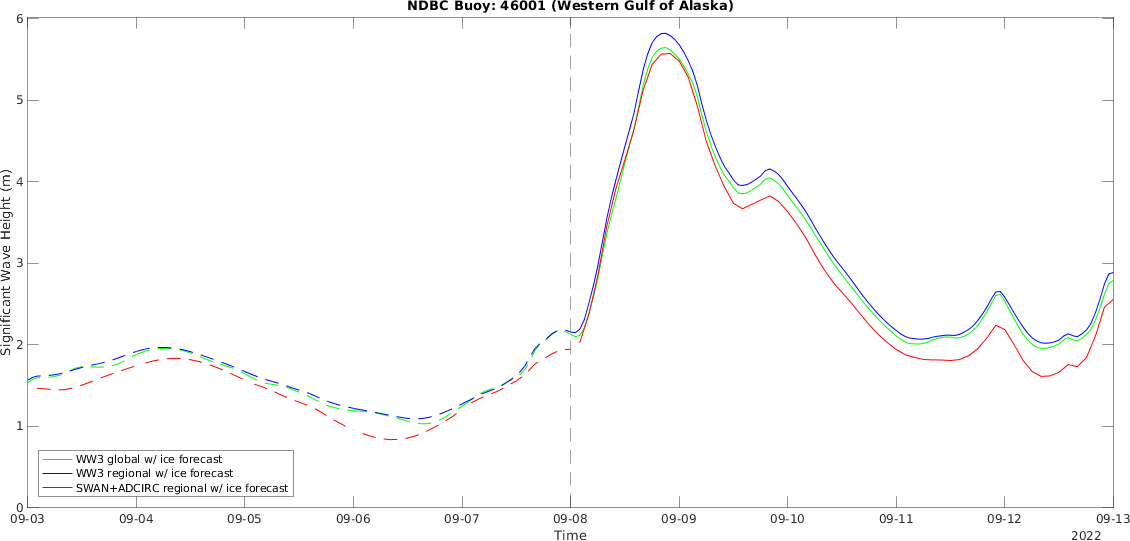 NDBC Buoy: 46001 (Western Gulf of Alaska)
6
5
4
3
2
1
0
Significant Wave Height (m)
WW3 global w/ ice forecast
WW3 regional w/ ice forecast
SWAN+ADCIRC regional w/ ice forecast
09-03 09-04 09-05 09-06 09-07 09-08 09-09 09-10 09-11 09-12 09-13
Time
2022